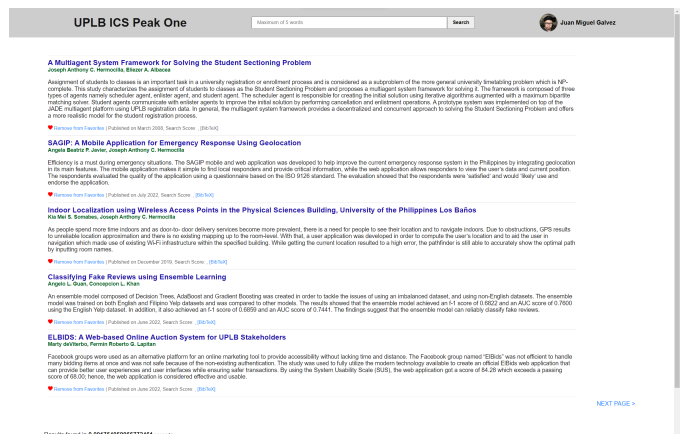 UPLB ICS Peak One
Maximum of 5 words
Search
Juan Miguel Galvez
A Multiagent System Framework for Solving the Student Sectioning Problem
Joseph Anthony C. Hermocilla, Eliezer A. Albacea
Assignment of students to classes is an important task in a university registration or enrollment process and is considered as a subproblem of the more general university timetabling problem which is NP-
complete. This study characterizes the assignment of students to classes as the Student Sectioning Problem and proposes a multiagent system framework for solving it. The framework is composed of three
types of agents namely scheduler agent, enlister agent, and student agent. The scheduler agent is responsible for creating the initial solution using iterative algorithms augmented with a maximum bipartite
matching solver. Student agents communicate with enlister agents to improve the initial solution by performing cancellation and enlistment operations. A prototype system was implemented on top of the
JADE multiagent platform using UPLB registration data. In general, the multiagent system framework provides a decentralized and concurrent approach to solving the Student Sectioning Problem and offers
a more realistic model for the student registration process.
Remove from Favorites | Published on March 2008, Search Score: , [BibTeX]
SAGIP: A Mobile Application for Emergency Response Using Geolocation
Angela Beatriz P. Javier, Joseph Anthony C. Hermocilla
Efficiency is a must during emergency situations. The SAGIP mobile and web application was developed to help improve the current emergency response system in the Philippines by integrating geolocation
in its main features. The mobile application makes it simple to find local responders and provide critical information, while the web application allows responders to view the user's data and current position.
The respondents evaluated the quality of the application using a questionnaire based on the ISO 9126 standard. The evaluation showed that the respondents were 'satisfied' and would 'likely' use and
endorse the application.
Remove from Favorites | Published on July 2022, Search Score: , [BibTeX]
Indoor Localization using Wireless Access Points in the Physical Sciences Building, University of the Philippines Los Baños
Kia Mei S. Somabes, Joseph Anthony C. Hermocilla
As people spend more time indoors and as door-to- door delivery services become more prevalent, there is a need for people to see their location and to navigate indoors. Due to obstructions, GPS results
to unreliable location approximation and there is no existing mapping up to the room-level. With that, a user application was developed in order to compute the user's location and to aid the user in
navigation which made use of existing Wi-Fi infrastructure within the specified building. While getting the current location resulted to a high error, the pathfinder is still able to accurately show the optimal path
by inputting room names.
Remove from Favorites | Published on December 2019, Search Score: , [BibTeX]
Classifying Fake Reviews using Ensemble Learning
Angelo L. Guan, Concepcion L. Khan
An ensemble model composed of Decision Trees, AdaBoost and Gradient Boosting was created in order to tackle the issues of using an imbalanced dataset, and using non-English datasets. The ensemble
model was trained on both English and Filipino Yelp datasets and was compared to other models. The results showed that the ensemble model achieved an f-1 score of 0.6822 and an AUC score of 0.7600
using the English Yelp dataset. In addition, it also achieved an f-1 score of 0.6859 and an AUC score of 0.7441. The findings suggest that the ensemble model can reliably classify fake reviews.
Remove from Favorites | Published on June 2022, Search Score: , [BibTeX]
ELBIDS: A Web-based Online Auction System for UPLB Stakeholders
Marty deViterbo, Fermin Roberto G. Lapitan
Facebook groups were used as an alternative platform for an online marketing tool to provide accessibility without lacking time and distance. The Facebook group named "ElBids" was not efficient to handle
many bidding items at once and was not safe because of the non-existing authentication. The study was used to fully utilize the modern technology available to create an official ElBids web application that
can provide better user experiences and user interfaces while ensuring safer transactions. By using the System Usability Scale (SUS), the web application got a score of 84.28 which exceeds a passing
score of 68.00; hence, the web application is considered effective and usable.
Remove from Favorites | Published on June 2022, Search Score: , [BibTeX]
NEXT PAGE >
Results found in